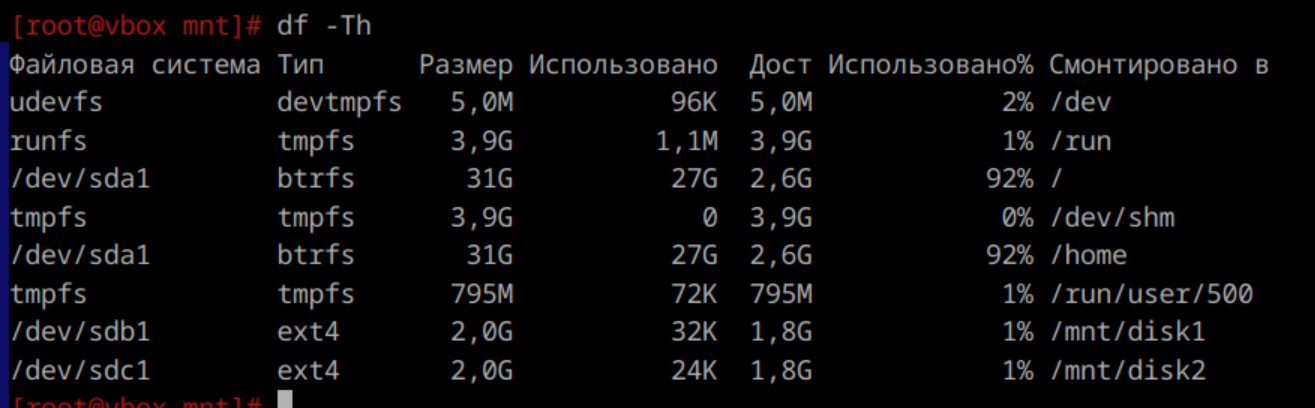 [root@vbox mnt]# df -Th
Файловая система Тип Размер Использовано Дост Использовано% Смонтировано в
udevfs devtmpfs 5,0M 96K 5,0M 2% /dev
runfs tmpfs 3,9G 1,1M 3,9G 1% /run
/dev/sda1 btrfs 31G 27G 2,6G 92% /
tmpfs tmpfs 3,9G 0 3,9G 0% /dev/shm
/dev/sda1 btrfs 31G 27G 2,6G 92% /home
tmpfs tmpfs 795M 72K 795M 1% /run/user/500
/dev/sdb1 ext4 2,0G 32K 1,8G 1% /mnt/disk1
/dev/sdc1 ext4 2,0G 24K 1,8G 1% /mnt/disk2
[root@vbox mnt]#